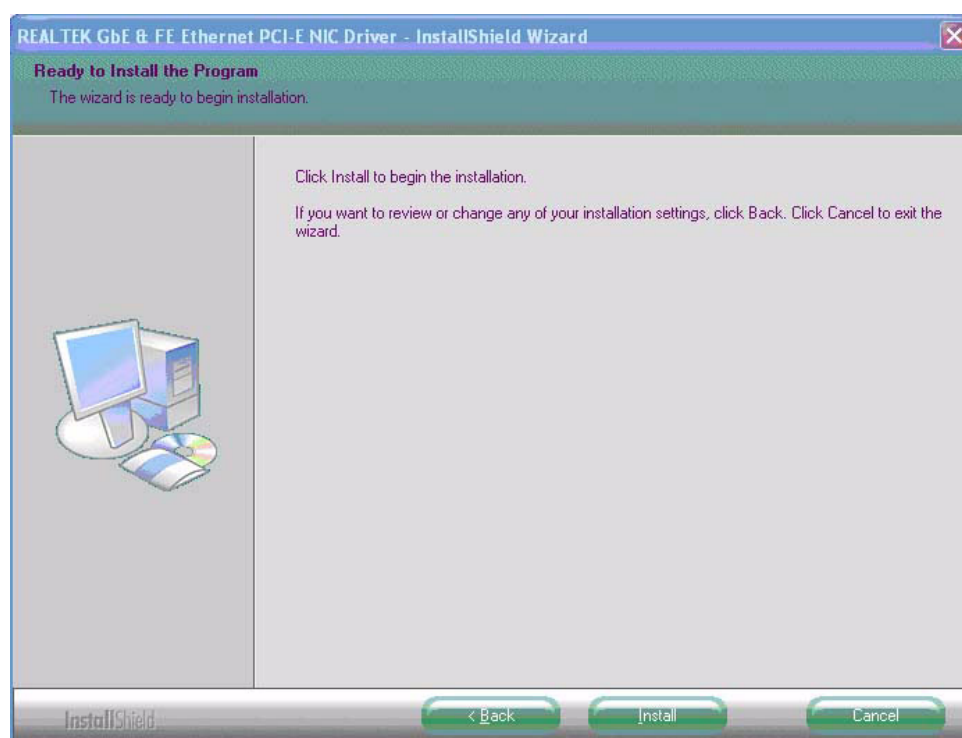 REALTEK GbE & FE Ethernet PCI-E NIC Driver - InstallShield Wizard
Ready to Install the Program
The wizard is ready to begin installation.
Click Install to begin the installation.
If you want to review or change any of your installation settings, click Back. Click Cancel to exit the
wizard.
InstallShield
< Back
Install
Cancel